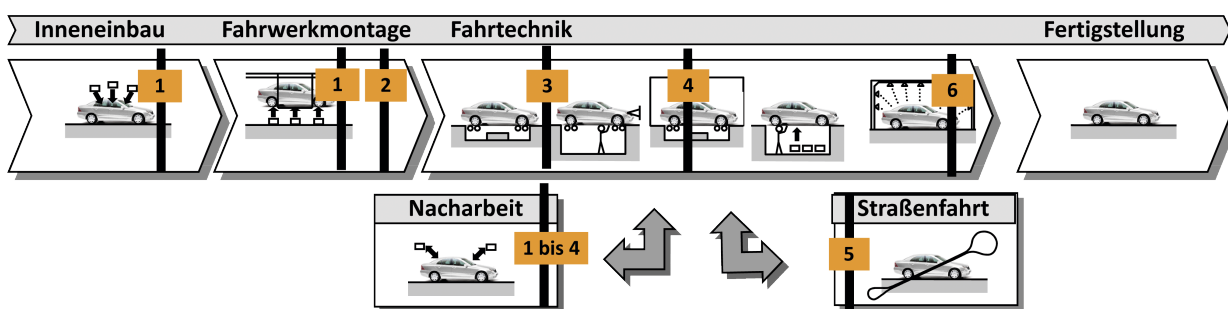 Inneneinbau
Fahrwerkmontage
Fahrtechnik
Fertigstellung
1
1
2
3
4
6
Nacharbeit
1 bis 4
Straßenfahrt
5